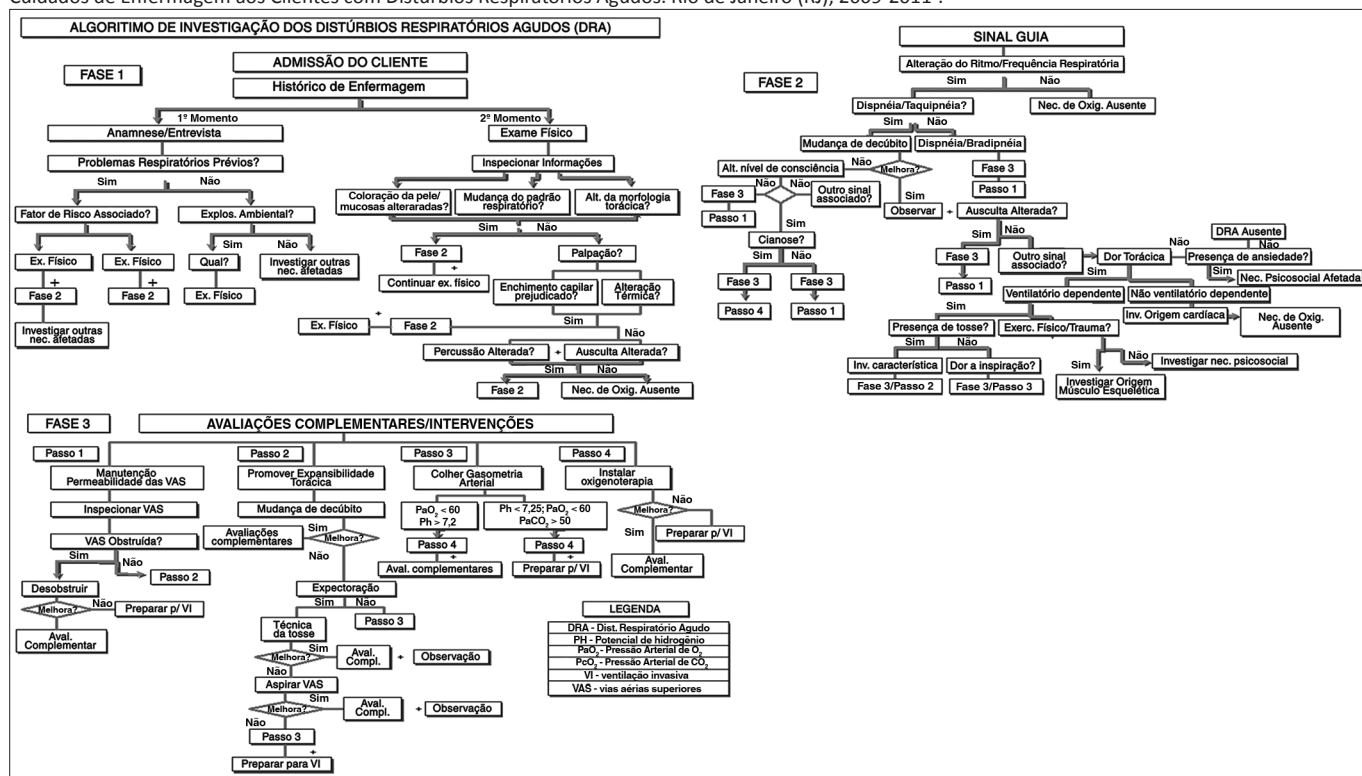 Cuidados de Enfermagem aos Clientes com Distúrbios Respiratórios Agudos. Rio de Janeiro (RJ), 2009-2011 .
ALGORITIMO DE INVESTIGAÇÃO DOS DISTÚRBIOS RESPIRATÓRIOS AGUDOS (DRA)
FASE 1
ADMISSÃO DO CLIENTE
Histórico de Enfermagem
1º Momento
2º Momento
Anamnese/Entrevista
Exame Físico
Problemas Respiratórios Prévios?
Inspecionar Informações
Sim
Não
Coloração da pele/
mucosas alteraradas?
Mudança do padrão
respiratório?
Alt. da morfologia
torácica?
Fator de Risco Associado?
Explos. Ambiental?
Sim
Não
Sim
Não
Ex. Físico
+
Fase 2
Investigar outras
nec. afetadas
Ex. Físico
+
Fase 2
Qual?
Ex. Físico
Investigar outras
nec. afetadas
Fase 2
+
Continuar ex. físico
Palpação?
Enchimento capilar
prejudicado?
Alteração
Térmica?
Sim
Ex. Físico
+
Fase 2
Não
Percussão Alterada?
+
Ausculta Alterada?
Sim
Não
Fase 2
Nec. de Oxig. Ausente
FASE 2
SINAL GUIA
Alteração do Ritmo/Frequência Respiratória
Sim
Não
Dispnéia/Taquipnéia?
Nec. de Oxig. Ausente
Sim
Não
Mudança de decúbito
Dispnéia/Bradipnéia
Alt. nível de consciência
Não
Melhora?
Fase 3
Passo 1
Não
Não
Fase 3
Passo 1
Outro sinal
associado?
Sim
Observar
+
Ausculta Alterada?
Sim
Cianose?
Sim
Não
Fase 3
Fase 3
Passo 4
Passo 1
Sim
Não
Fase 3
Passo 1
Outro sinal
associado?
Dor Torácica
Não
DRA Ausente
Não
Presença de ansiedade?
Sim
Nec. Psicosocial Afetada
Sim
Ventilatório dependente
Não ventilatório dependente
Inv. Origem cardíaca
Nec. de Oxig.
Ausente
Sim
Não
Presença de tosse?
Exerc. Físico/Trauma?
Sim
Não
Inv. característica
Dor a inspiração?
Fase 3/Passo 2
Fase 3/Passo 3
Sim
Não
Investigar nec. psicosocial
Investigar Origem
Músculo Esquelética
FASE 3
AVALIAÇÕES COMPLEMENTARES/INTERVENÇÕES
Passo 1
Manutenção
Permeabilidade das VAS
Inspecionar VAS
VAS Obstruída?
Sim
Não
Passo 2
Desobstruir
Melhora?
Não
Preparar p/ VI
Aval.
Complementar
Passo 2
Promover Expansibilidade
Torácica
Mudança de decúbito
Avaliações
complementares
Sim
Melhora?
Não
Expectoração
Sim
Não
Passo 3
Técnica
da tosse
Melhora?
Sim
Aval.
Compl.
+
Observação
Não
Aspirar VAS
Melhora?
Sim
Aval.
Compl.
+
Observação
Não
Passo 3
+
Preparar para VI
Passo 3
Colher Gasometria
Arterial
PaO2 < 60
Ph > 7,2
Ph < 7,25; PaO2 < 60
PaCO2 > 50
Passo 4
+
Aval. complementares
Passo 4
+
Preparar p/ VI
Passo 4
Instalar
oxigenoterapia
Melhora?
Não
Preparar p/ VI
Sim
Aval.
Complementar
LEGENDA
DRA - Dist. Respiratório Agudo
PH - Potencial de hidrogênio
PaO2- Pressão Arterial de O2
PcO2 - Pressão Arterial de CO2
VI - ventilação invasiva
VAS - vias aérias superiores